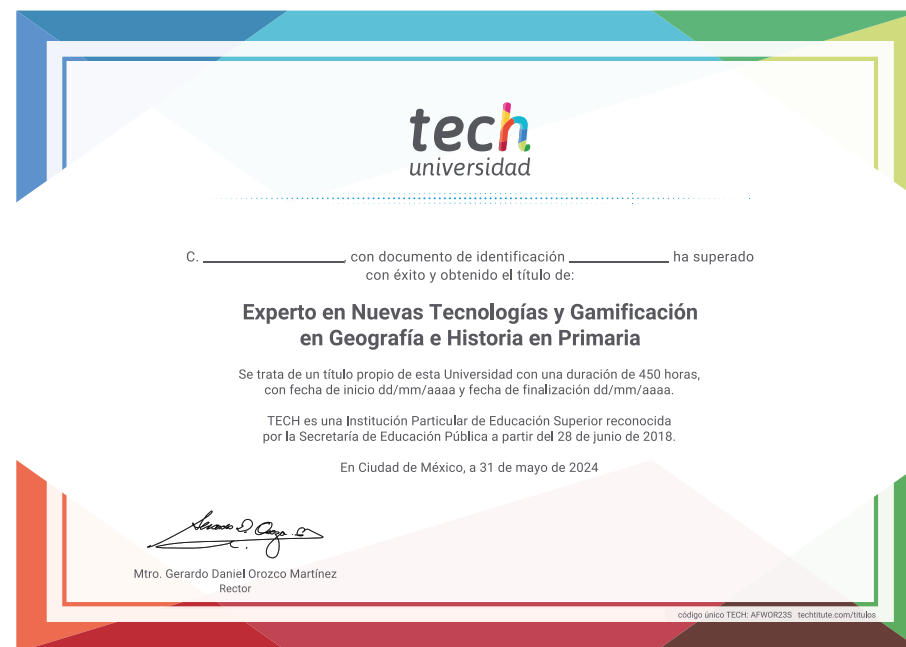 tech
universidad
C. ____________, con documento de identificación ____________ ha superado
con éxito y obtenido el título de:
Experto en Nuevas Tecnologías y Gamificación
en Geografía e Historia en Primaria
Se trata de un título propio de esta Universidad con una duración de 450 horas,
con fecha de inicio dd/mm/aaaa y fecha de finalización dd/mm/aaaa.
TECH es una Institución Particular de Educación Superior reconocida
por la Secretaría de Educación Pública a partir del 28 de junio de 2018.
En Ciudad de México, a 31 de mayo de 2024
Mtro. Gerardo Daniel Orozco Martínez
Rector
código único TECH: AFWOR23S techtitute.com/titulos